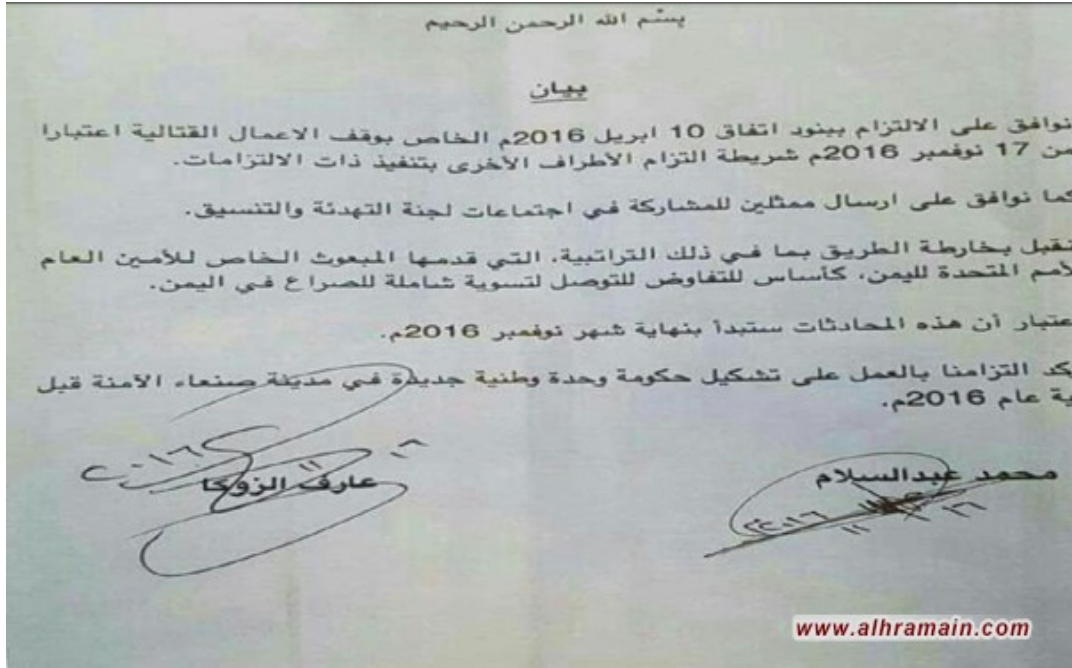 بسم الله الرحمن الرحيم
بيان
نوافق على الالتزام ببنود اتفاق 10 ابريل 2016م الخاص بوقف الاعمال القتالية اعتبارا
من 17 نوفمبر 2016م شريطة التزام الأطراف الأخرى بتنفيذ ذات الالتزامات.
كما نوافق على ارسال ممثلين للمشاركة في اجتماعات لجنة التهدئة والتنسيق.
نقبل بخارطة الطريق بما في ذلك التراتبية، التي قدمها المبعوث الخاص للأمين العام
لأمم المتحدة لليمن، كأساس للتفاوض للتوصل لتسوية شاملة للصراع في اليمن.
عتبار أن هذه المحادثات ستبدأ بنهاية شهر نوفمبر 2016م.
كد التزامنا بالعمل على تشكيل حكومة وحدة وطنية جديدة في مدينة صنعاء الآمنة قبل
ية عام 2016م.
محمد عبدالسلام
عارف الزوكا
www.alhramain.com